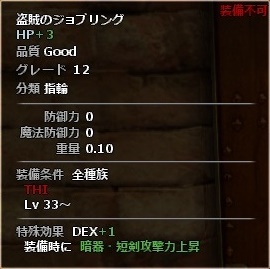 装備不可
盗賊のジョブリング
HP+3
品質 Good
グレード 12
分類 指輪
防御力 0
魔法防御力 0
重量 0.10
装備条件 全種族
THI
Lv 33～
特殊効果 DEX+1
装備時に 暗器・短剣攻撃力上昇